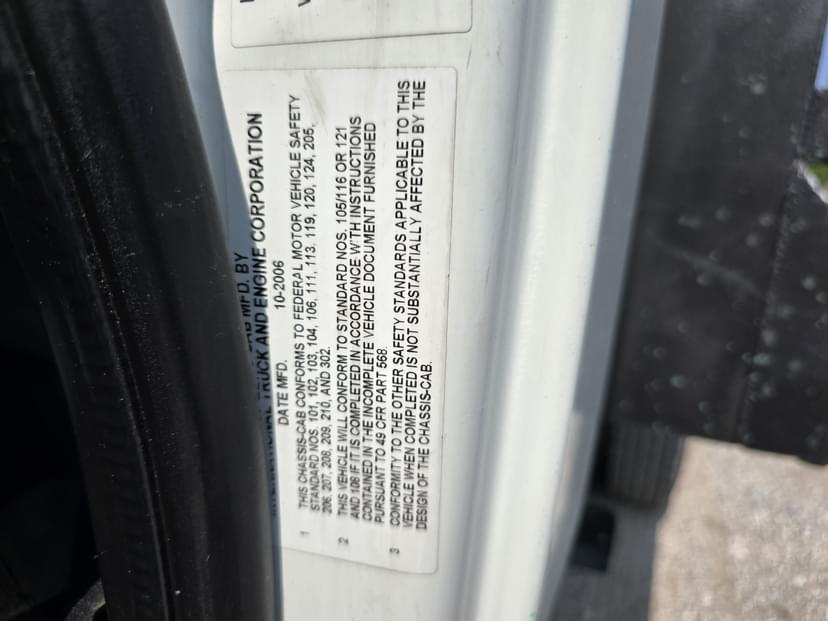 CAB MFD. BY
INTERNATIONAL TRUCK AND ENGINE CORPORATION
DATE MFD. 10-2006
1 THIS CHASSIS-CAB CONFORMS TO FEDERAL MOTOR VEHICLE SAFETY
STANDARD NOS. 101, 102, 103, 104, 106, 111, 113, 119, 120, 124, 205,
206, 207, 208, 209, 210, AND 302.
2 THIS VEHICLE WILL CONFORM TO STANDARD NOS. 105/116 OR 121
AND 108 IF IT IS COMPLETED IN ACCORDANCE WITH INSTRUCTIONS
CONTAINED IN THE INCOMPLETE VEHICLE DOCUMENT FURNISHED
PURSUANT TO 49 CFR PART 568.
3 CONFORMITY TO THE OTHER SAFETY STANDARDS APPLICABLE TO THIS
VEHICLE WHEN COMPLETED IS NOT SUBSTANTIALLY AFFECTED BY THE
DESIGN OF THE CHASSIS-CAB.